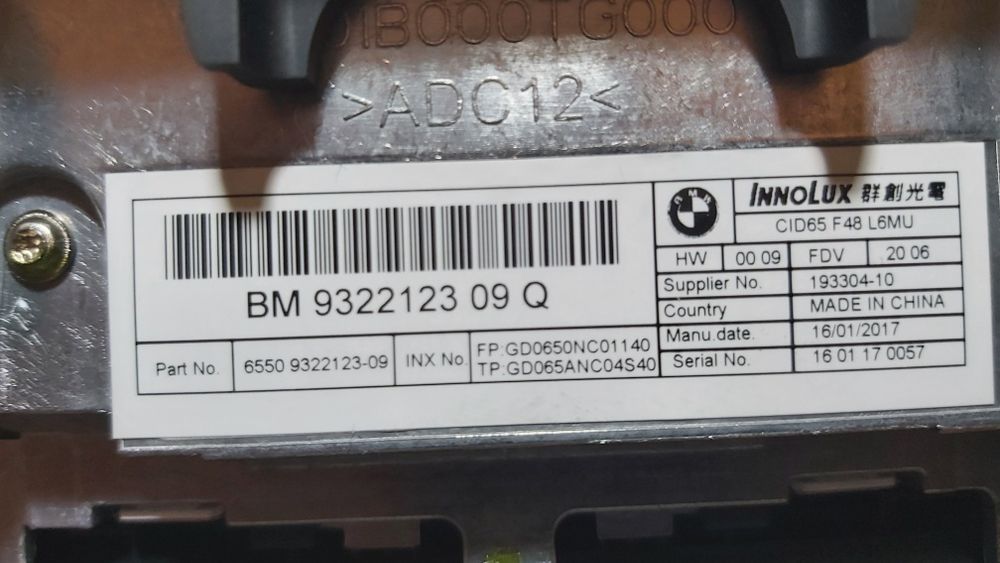 IB000TG000
>ADC12<
BMW
INNOLUX 群創光電
CID65 F48 L6MU
HW 00 09 FDV 20 06
BM 9322123 09 Q
Supplier No. 193304-10
Country MADE IN CHINA
Manu.date. 16/01/2017
Serial No. 16 01 17 0057
Part No. 6550 9322123-09 INX No. FP:GD0650NC01140
TP:GD065ANC04S40